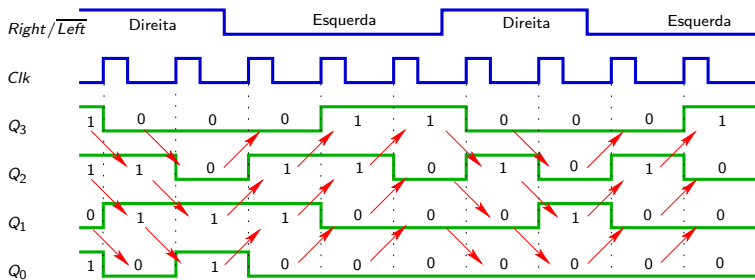 Right/Left Direita Esquerda Direita Esquerda
Clk
Q3 1 0 0 0 1 1 0 0 0 1
Q2 1 1 0 1 1 0 1 0 1 0
Q1 0 1 1 1 0 0 0 1 0 0
Q0 1 0 1 0 0 0 0 0 0 0